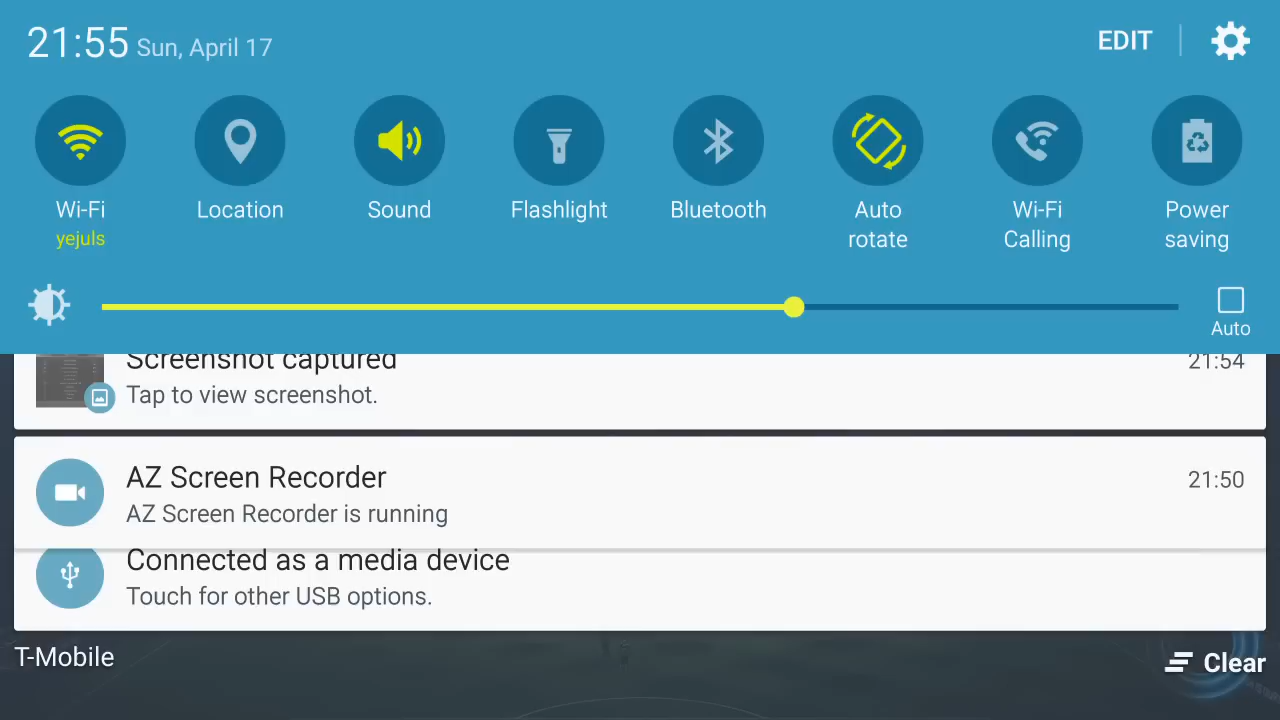 21:55 Sun, April 17
EDIT
Wi-Fi
yejuls
Location
Sound
Flashlight
Bluetooth
Auto
rotate
Wi-Fi
Calling
Power
saving
Auto
Screenshot captured
21:54
Tap to view screenshot.
AZ Screen Recorder
21:50
AZ Screen Recorder is running
Connected as a media device
Touch for other USB options.
T-Mobile
Clear